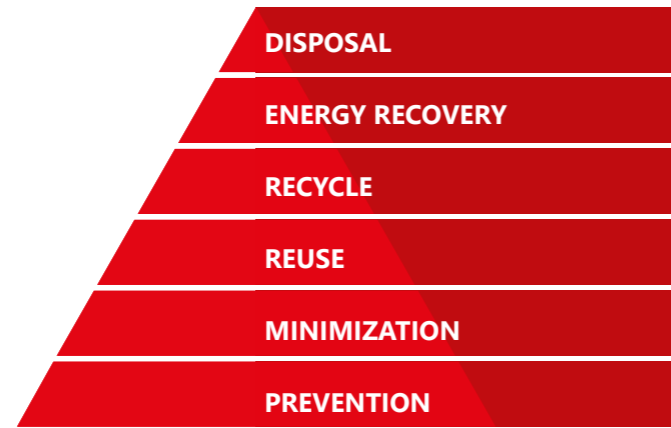 DISPOSAL
ENERGY RECOVERY
RECYCLE
REUSE
MINIMIZATION
PREVENTION